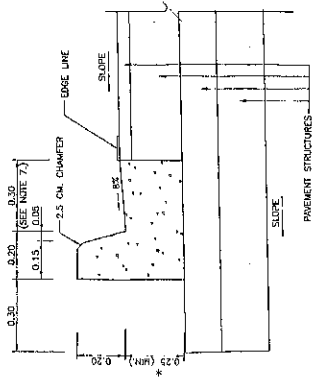 0.30
0.20
0.30
(SEE NOTE 7.)
0.15
0.05
2.5 CM. CHAMFER
EDGE LINE
SLOPE
8%
0.20
0.25 (MIN.)
*
SLOPE
PAVEMENT STRUCTURES